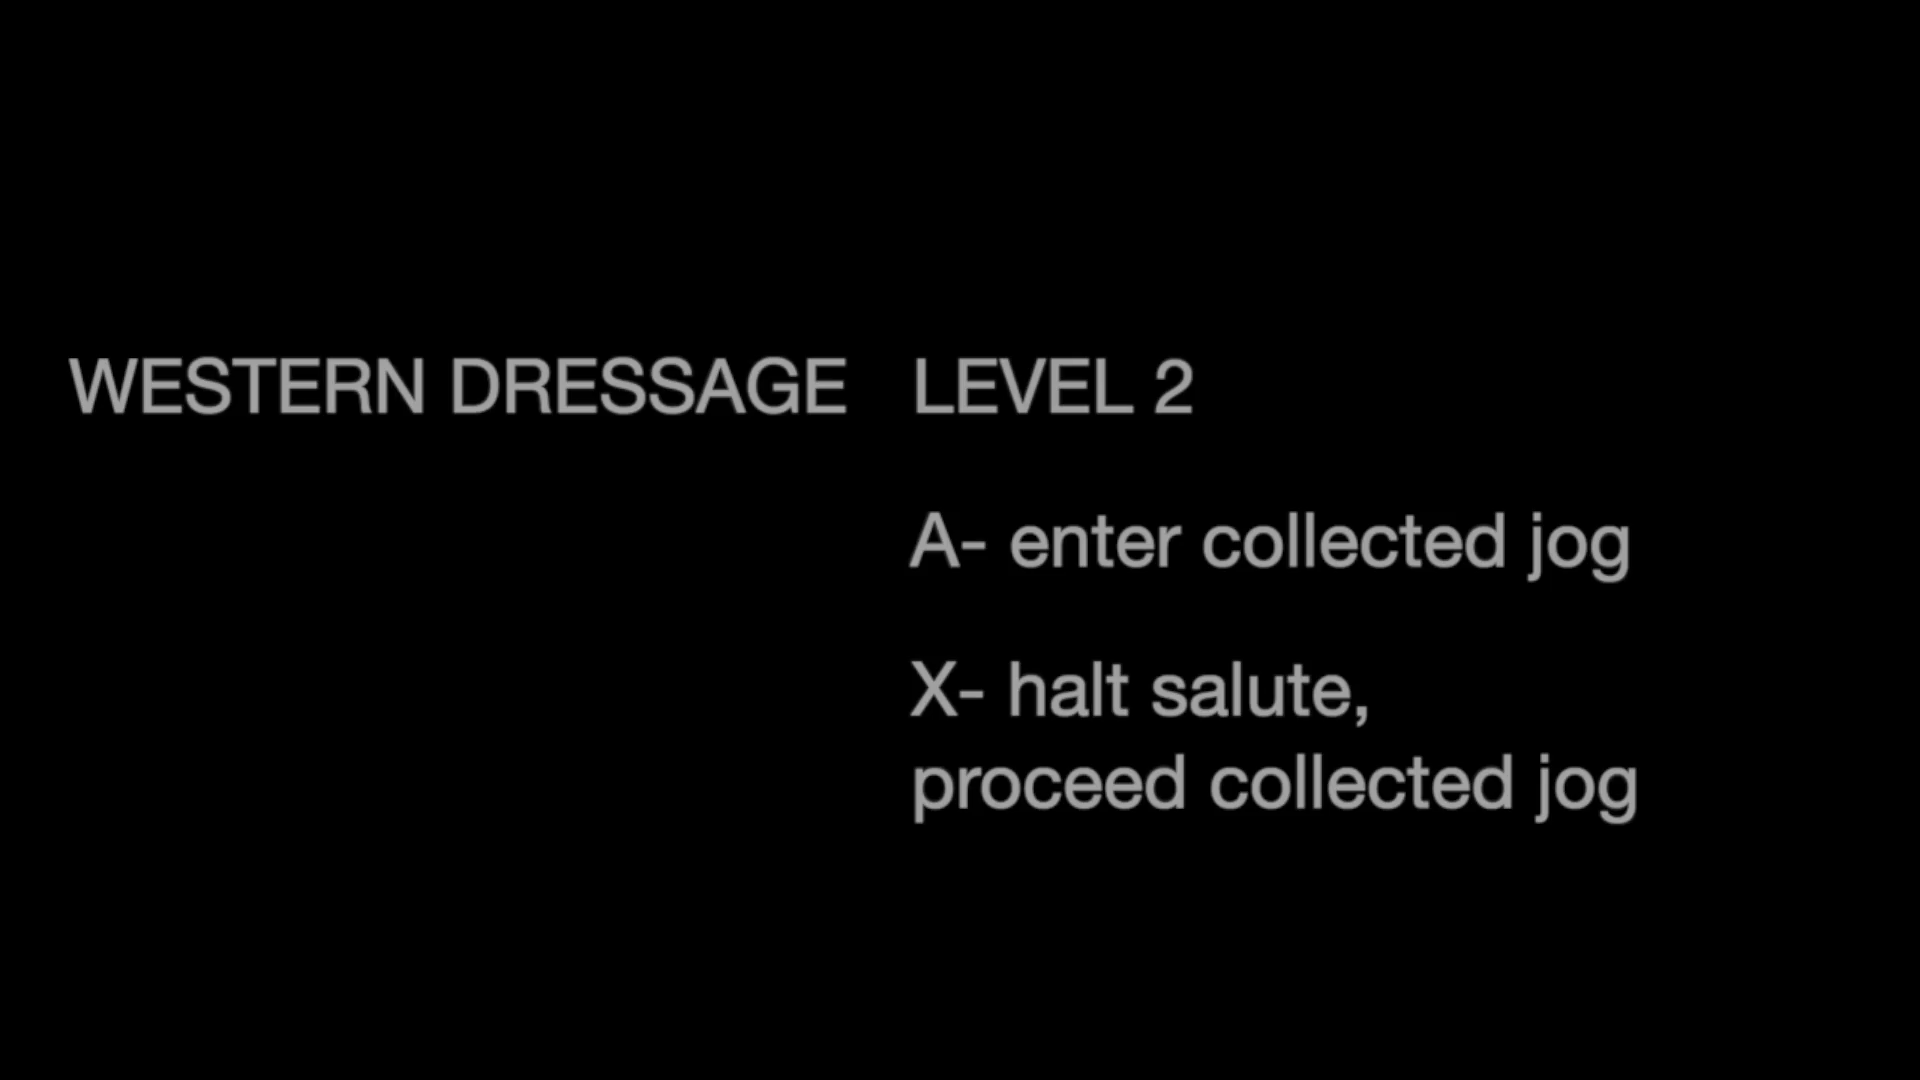 WESTERN DRESSAGE LEVEL 2
A- enter collected jog
X- halt salute,
proceed collected jog